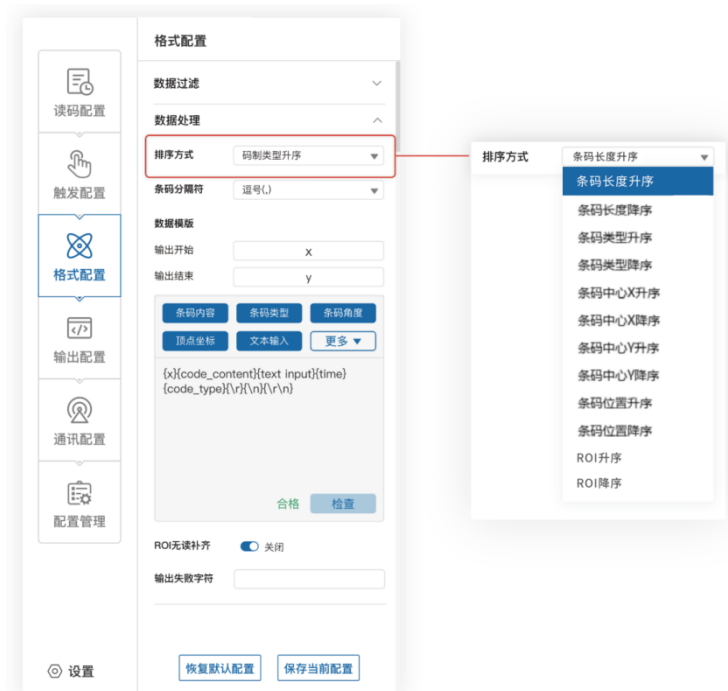 格式配置
数据过滤
数据处理
排序方式 码制类型升序
条码分隔符 逗号(,)
数据模版
输出开始 x
输出结束 y
条码内容 条码类型 条码角度
顶点坐标 文本输入 更多
{x}{code_content}{text input}{time}
{code_type}{\r}{\n}{\r\n}
合格 检查
ROI无读补齐 关闭
输出失败字符
恢复默认配置 保存当前配置
读码配置
触发配置
格式配置
输出配置
通讯配置
配置管理
设置
排序方式 条码长度升序
条码长度升序
条码长度降序
条码类型升序
条码类型降序
条码中心X升序
条码中心X降序
条码中心Y升序
条码中心Y降序
条码位置升序
条码位置降序
ROI升序
ROI降序